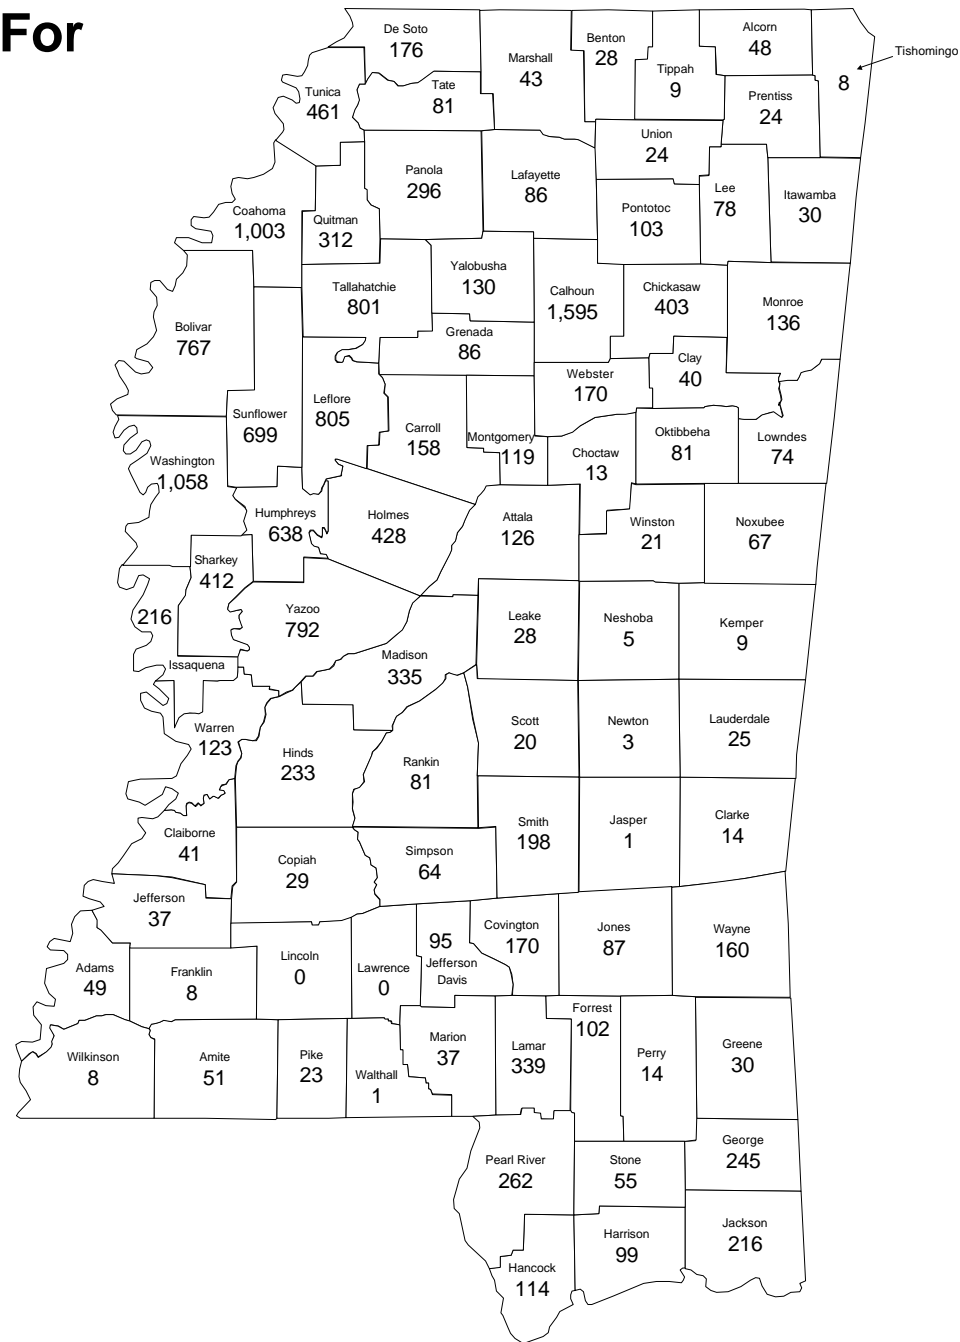 For
De Soto
176
Marshall
43
Benton
28
Tippah
9
Alcorn
48
Tishomingo
8
Tunica
461
Tate
81
Prentiss
24
Union
24
Panola
296
Lafayette
86
Pontotoc
103
Lee
78
Itawamba
30
Coahoma
1,003
Quitman
312
Yalobusha
130
Tallahatchie
801
Calhoun
1,595
Chickasaw
403
Monroe
136
Bolivar
767
Grenada
86
Clay
40
Webster
170
Sunflower
699
Leflore
805
Carroll
158
Montgomery
119
Choctaw
13
Oktibbeha
81
Lowndes
74
Washington
1,058
Humphreys
638
Holmes
428
Attala
126
Winston
21
Noxubee
67
Sharkey
412
216
Issaquena
Yazoo
792
Leake
28
Neshoba
5
Kemper
9
Madison
335
Warren
123
Hinds
233
Rankin
81
Scott
20
Newton
3
Lauderdale
25
Claiborne
41
Copiah
29
Simpson
64
Smith
198
Jasper
1
Clarke
14
Jefferson
37
Lincoln
0
Lawrence
0
95
Jefferson
Davis
Covington
170
Jones
87
Wayne
160
Adams
49
Franklin
8
Wilkinson
8
Amite
51
Pike
23
Walthall
1
Marion
37
Lamar
339
Forrest
102
Perry
14
Greene
30
Pearl River
262
Stone
55
George
245
Hancock
114
Harrison
99
Jackson
216